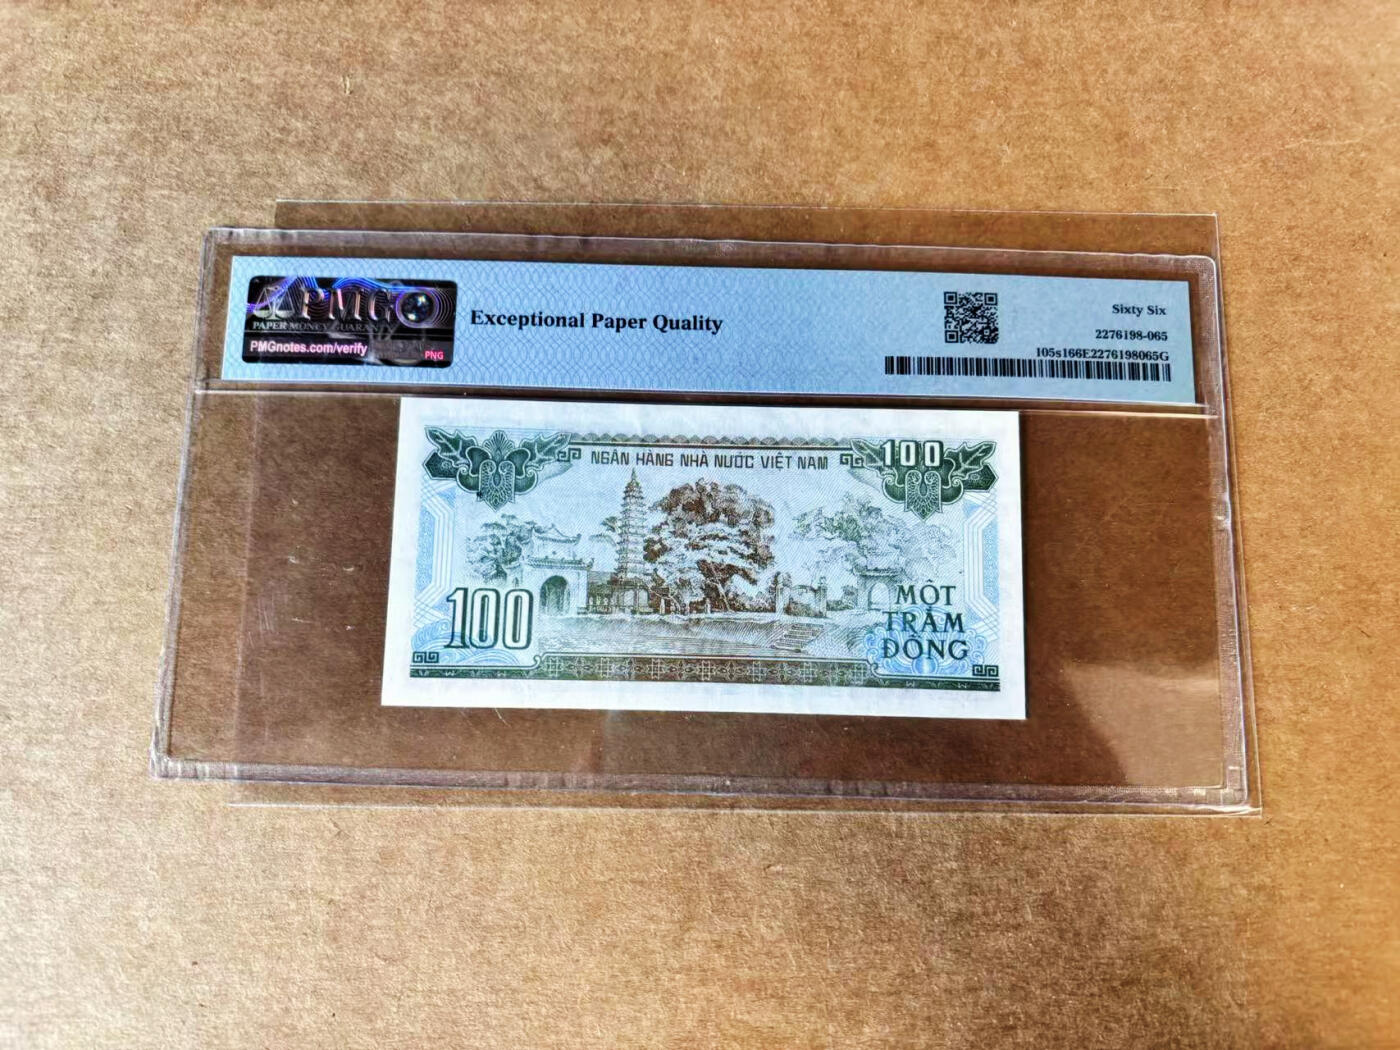 PMG
PAPER MONEY GUARANTY
PMGnotes.com/verify
PNG
Exceptional Paper Quality
Sixty Six
2276198-065
105s166E2276198065G
NGÂN HÀNG NHÀ NƯỚC VIỆT NAM
100
100
MỘT
TRĂM
ĐỒNG